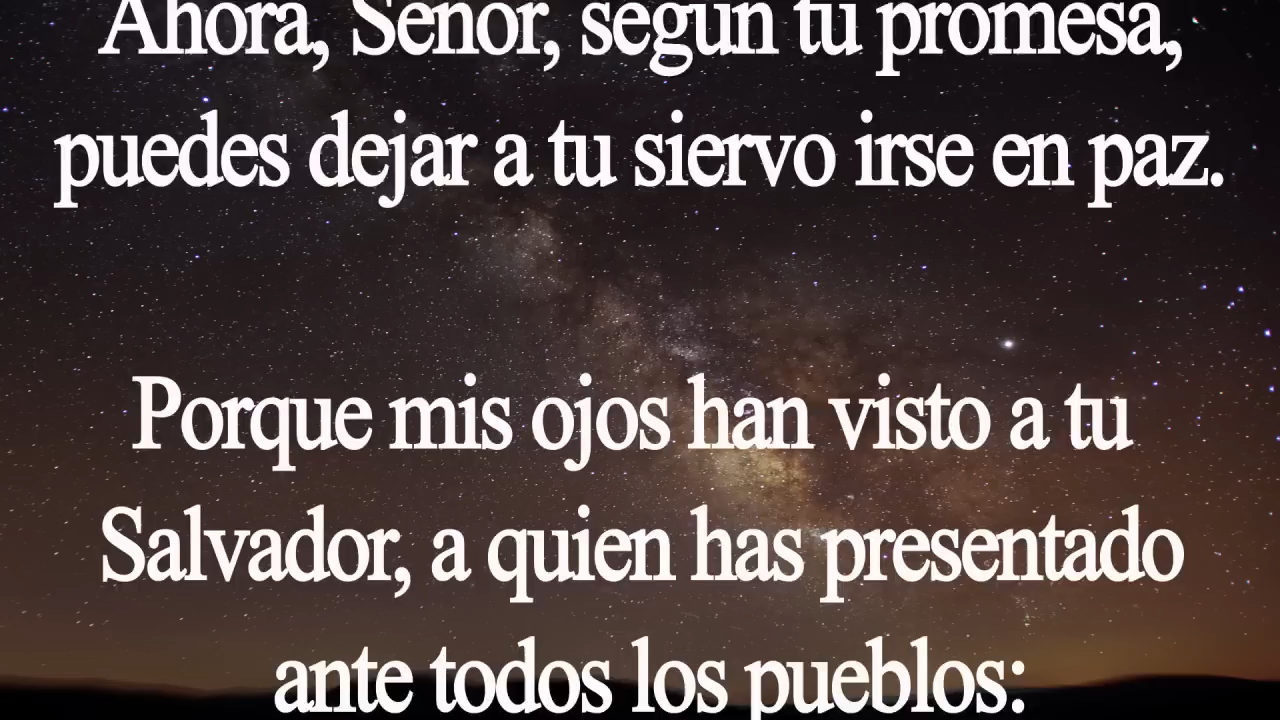 Ahora, Señor, según tu promesa,
puedes dejar a tu siervo irse en paz.
Porque mis ojos han visto a tu
Salvador, a quien has presentado
ante todos los pueblos: